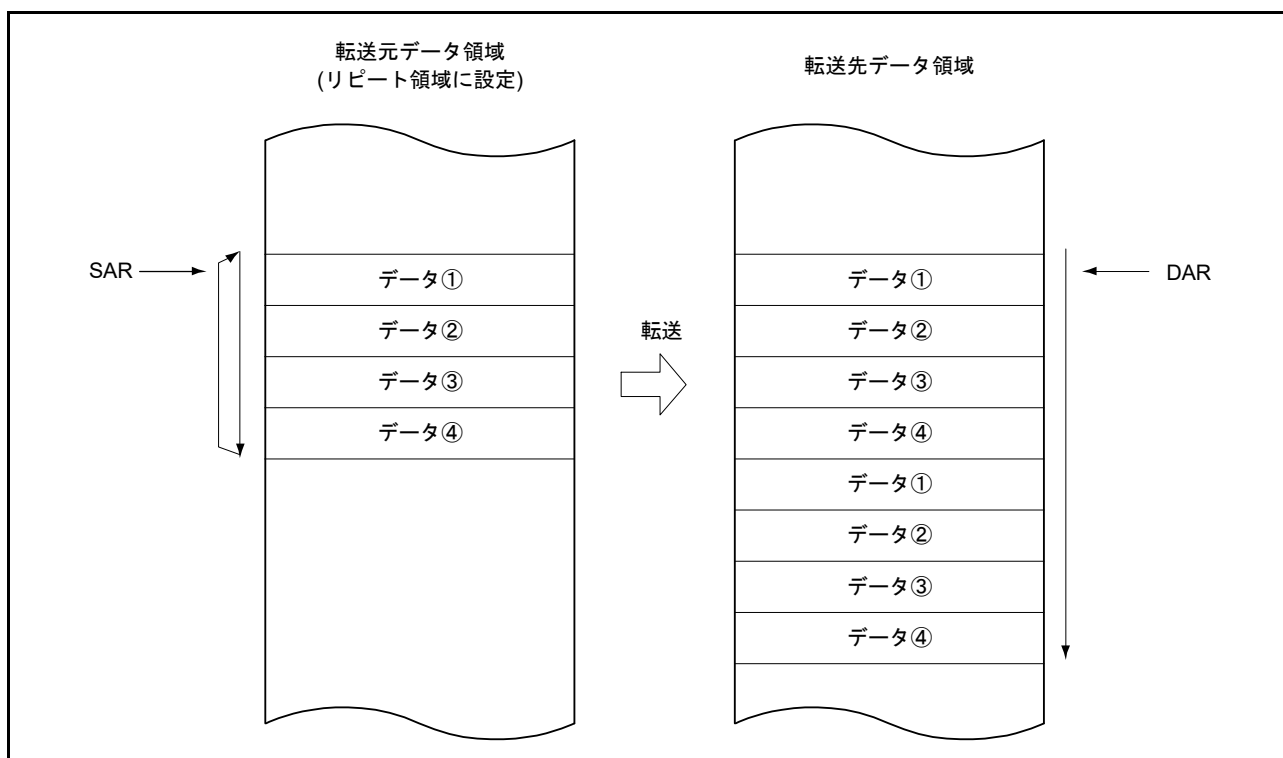 転送元データ領域
(リピート領域に設定)
転送先データ領域
SAR
データ①
データ②
データ③
データ④
転送
データ①
データ②
データ③
データ④
データ①
データ②
データ③
データ④
DAR